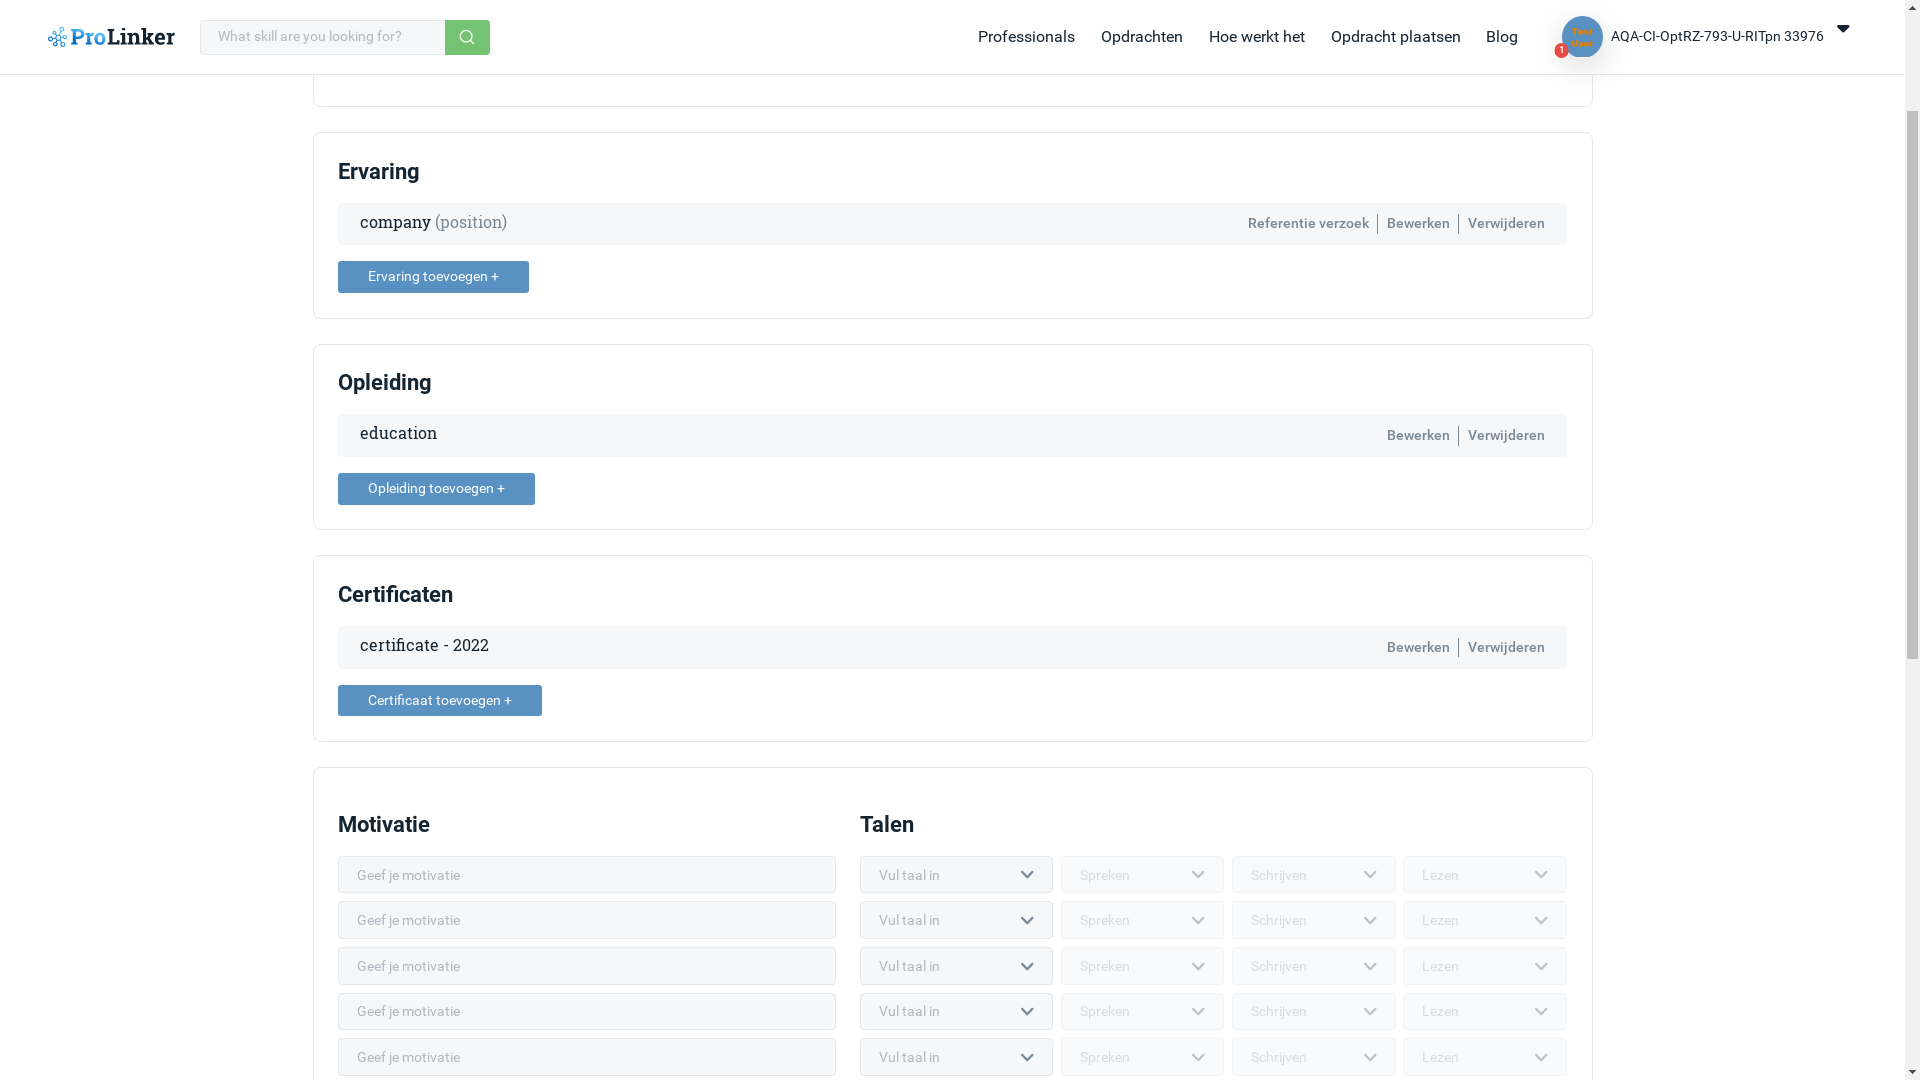 ProLinker
What skill are you looking for?
Professionals
Opdrachten
Hoe werkt het
Opdracht plaatsen
Blog
1
AQA-CI-OptRZ-793-U-RITpn 33976
Ervaring
company (position)
Referentie verzoek
Bewerken
Verwijderen
Ervaring toevoegen +
Opleiding
education
Bewerken
Verwijderen
Opleiding toevoegen +
Certificaten
certificate - 2022
Bewerken
Verwijderen
Certificaat toevoegen +
Motivatie
Talen
Geef je motivatie
Vul taal in
Spreken
Schrijven
Lezen
Geef je motivatie
Vul taal in
Spreken
Schrijven
Lezen
Geef je motivatie
Vul taal in
Spreken
Schrijven
Lezen
Geef je motivatie
Vul taal in
Spreken
Schrijven
Lezen
Geef je motivatie
Vul taal in
Spreken
Schrijven
Lezen